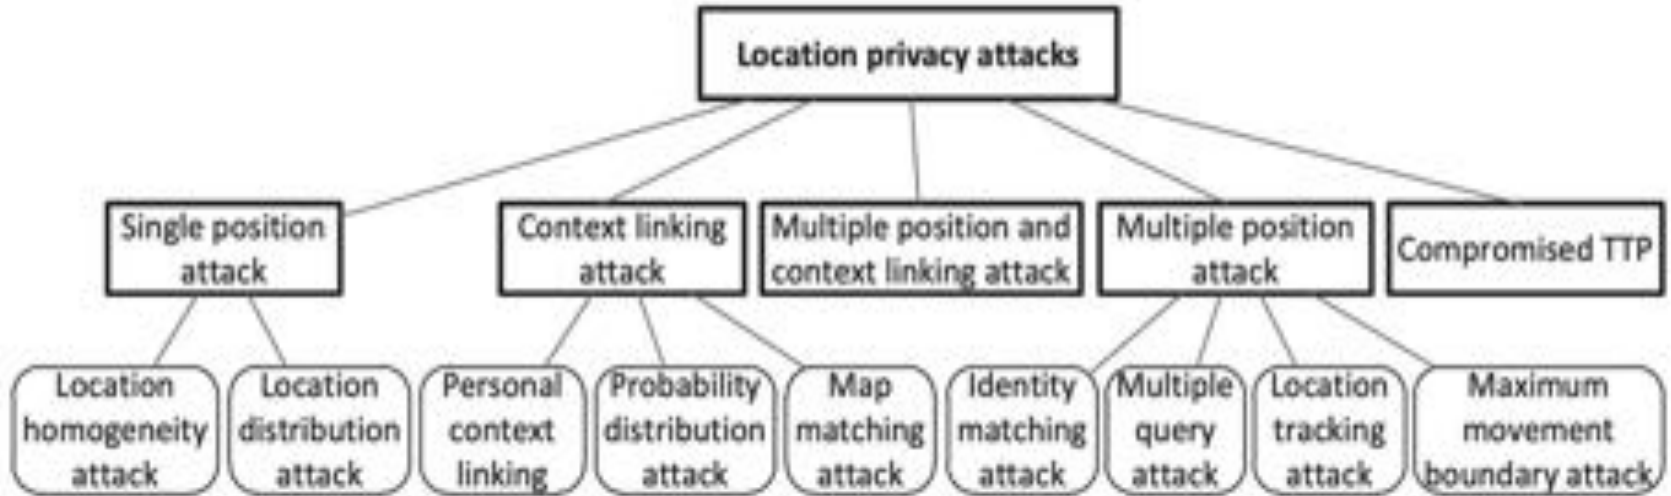 Location privacy attacks
Single position
attack
Context linking
attack
Multiple position and
context linking attack
Multiple position
attack
Compromised TTP
Location
homogeneity
attack
Location
distribution
attack
Personal
context
linking
Probability
distribution
attack
Map
matching
attack
Identity
matching
attack
Multiple
query
attack
Location
tracking
attack
Maximum
movement
boundary attack